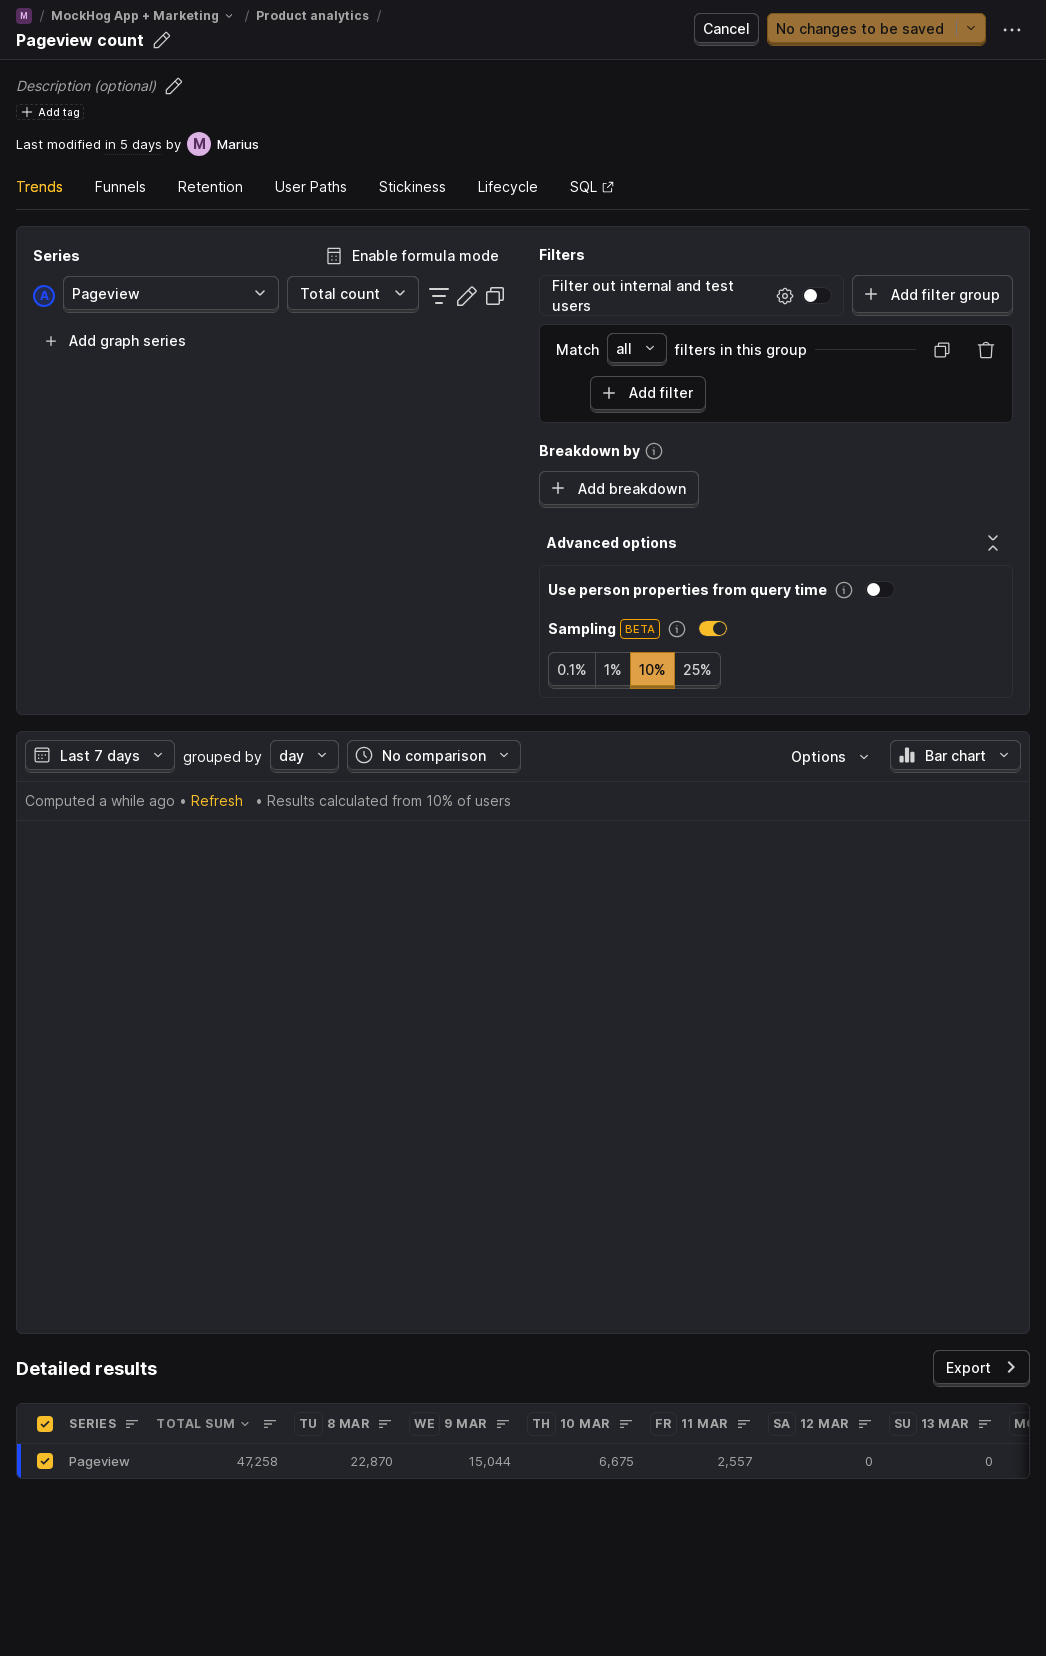 M / MockHog App + Marketing / Product analytics /
Pageview count
Cancel
No changes to be saved
Description (optional)
Add tag
Last modified in 5 days by M Marius
Trends Funnels Retention User Paths Stickiness Lifecycle SQL
Series
Enable formula mode
A Pageview Total count
Add graph series
Filters
Filter out internal and test
users
Add filter group
Match all filters in this group
Add filter
Breakdown by
Add breakdown
Advanced options
Use person properties from query time
Sampling BETA
0.1% 1% 10% 25%
Last 7 days grouped by day No comparison Options Bar chart
Computed a while ago • Refresh • Results calculated from 10% of users
Detailed results
Export
SERIES TOTAL SUM TU 8 MAR WE 9 MAR TH 10 MAR FR 11 MAR SA 12 MAR SU 13 MAR
Pageview 47,258 22,870 15,044 6,675 2,557 0 0